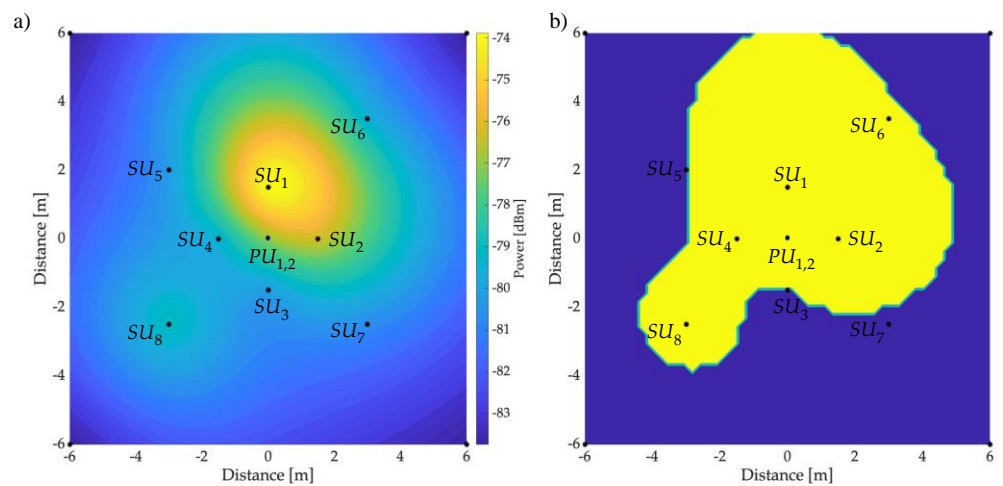 a)
6
4
2
0
-2
-4
-6
Distance [m]
-6
-4
-2
0
2
4
6
Distance [m]
SU6
SU5
SU1
SU4
SU2
PU1,2
SU3
SU8
SU7
-74
-75
-76
-77
-78
-79
-80
-81
-82
-83
Power [dBm]
b)
6
4
2
0
-2
-4
-6
Distance [m]
-6
-4
-2
0
2
4
6
Distance [m]
SU6
SU5
SU1
SU4
SU2
PU1,2
SU3
SU8
SU7